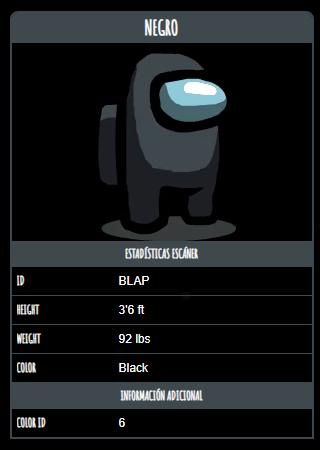 NEGRO
ESTADÍSTICAS ESCÁNER
ID BLAP
HEIGHT 3'6 ft
WEIGHT 92 lbs
COLOR Black
INFORMACIÓN ADICIONAL
COLOR ID 6